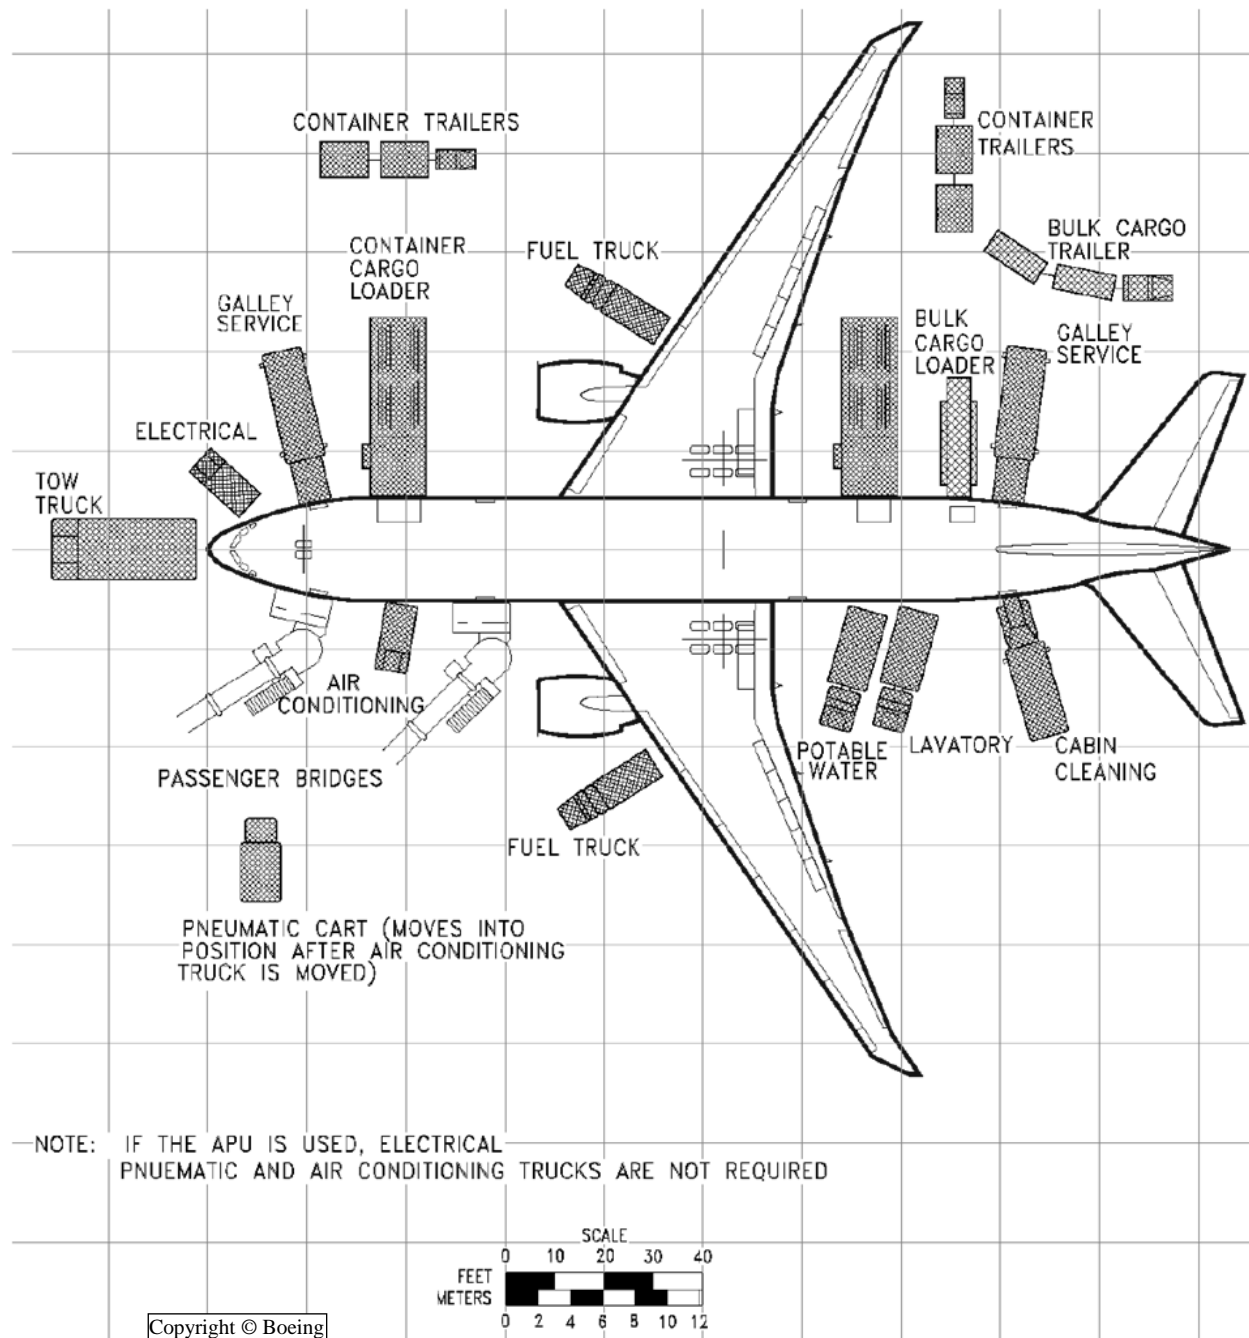 CONTAINER TRAILERS
CONTAINER
TRAILERS
CONTAINER
CARGO
LOADER
FUEL TRUCK
BULK CARGO
TRAILER
GALLEY
SERVICE
BULK
CARGO
LOADER
GALLEY
SERVICE
ELECTRICAL
TOW
TRUCK
AIR
CONDITIONING
PASSENGER BRIDGES
POTABLE
WATER
LAVATORY
CABIN
CLEANING
FUEL TRUCK
PNEUMATIC CART (MOVES INTO
POSITION AFTER AIR CONDITIONING
TRUCK IS MOVED)
NOTE: IF THE APU IS USED, ELECTRICAL
PNUEMATIC AND AIR CONDITIONING TRUCKS ARE NOT REQUIRED
SCALE
0 10 20 30 40
FEET
METERS
0 2 4 6 8 10 12
Copyright © Boeing